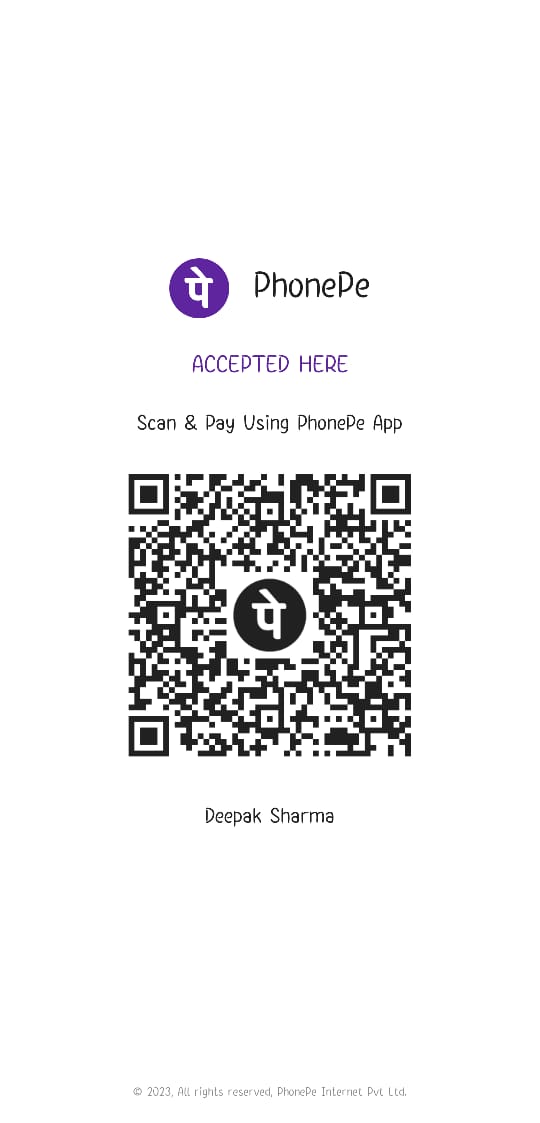 पे PhonePe
ACCEPTED HERE
Scan & Pay Using PhonePe App
पे
Deepak Sharma
© 2023, All rights reserved, PhonePe Internet Pvt Ltd.